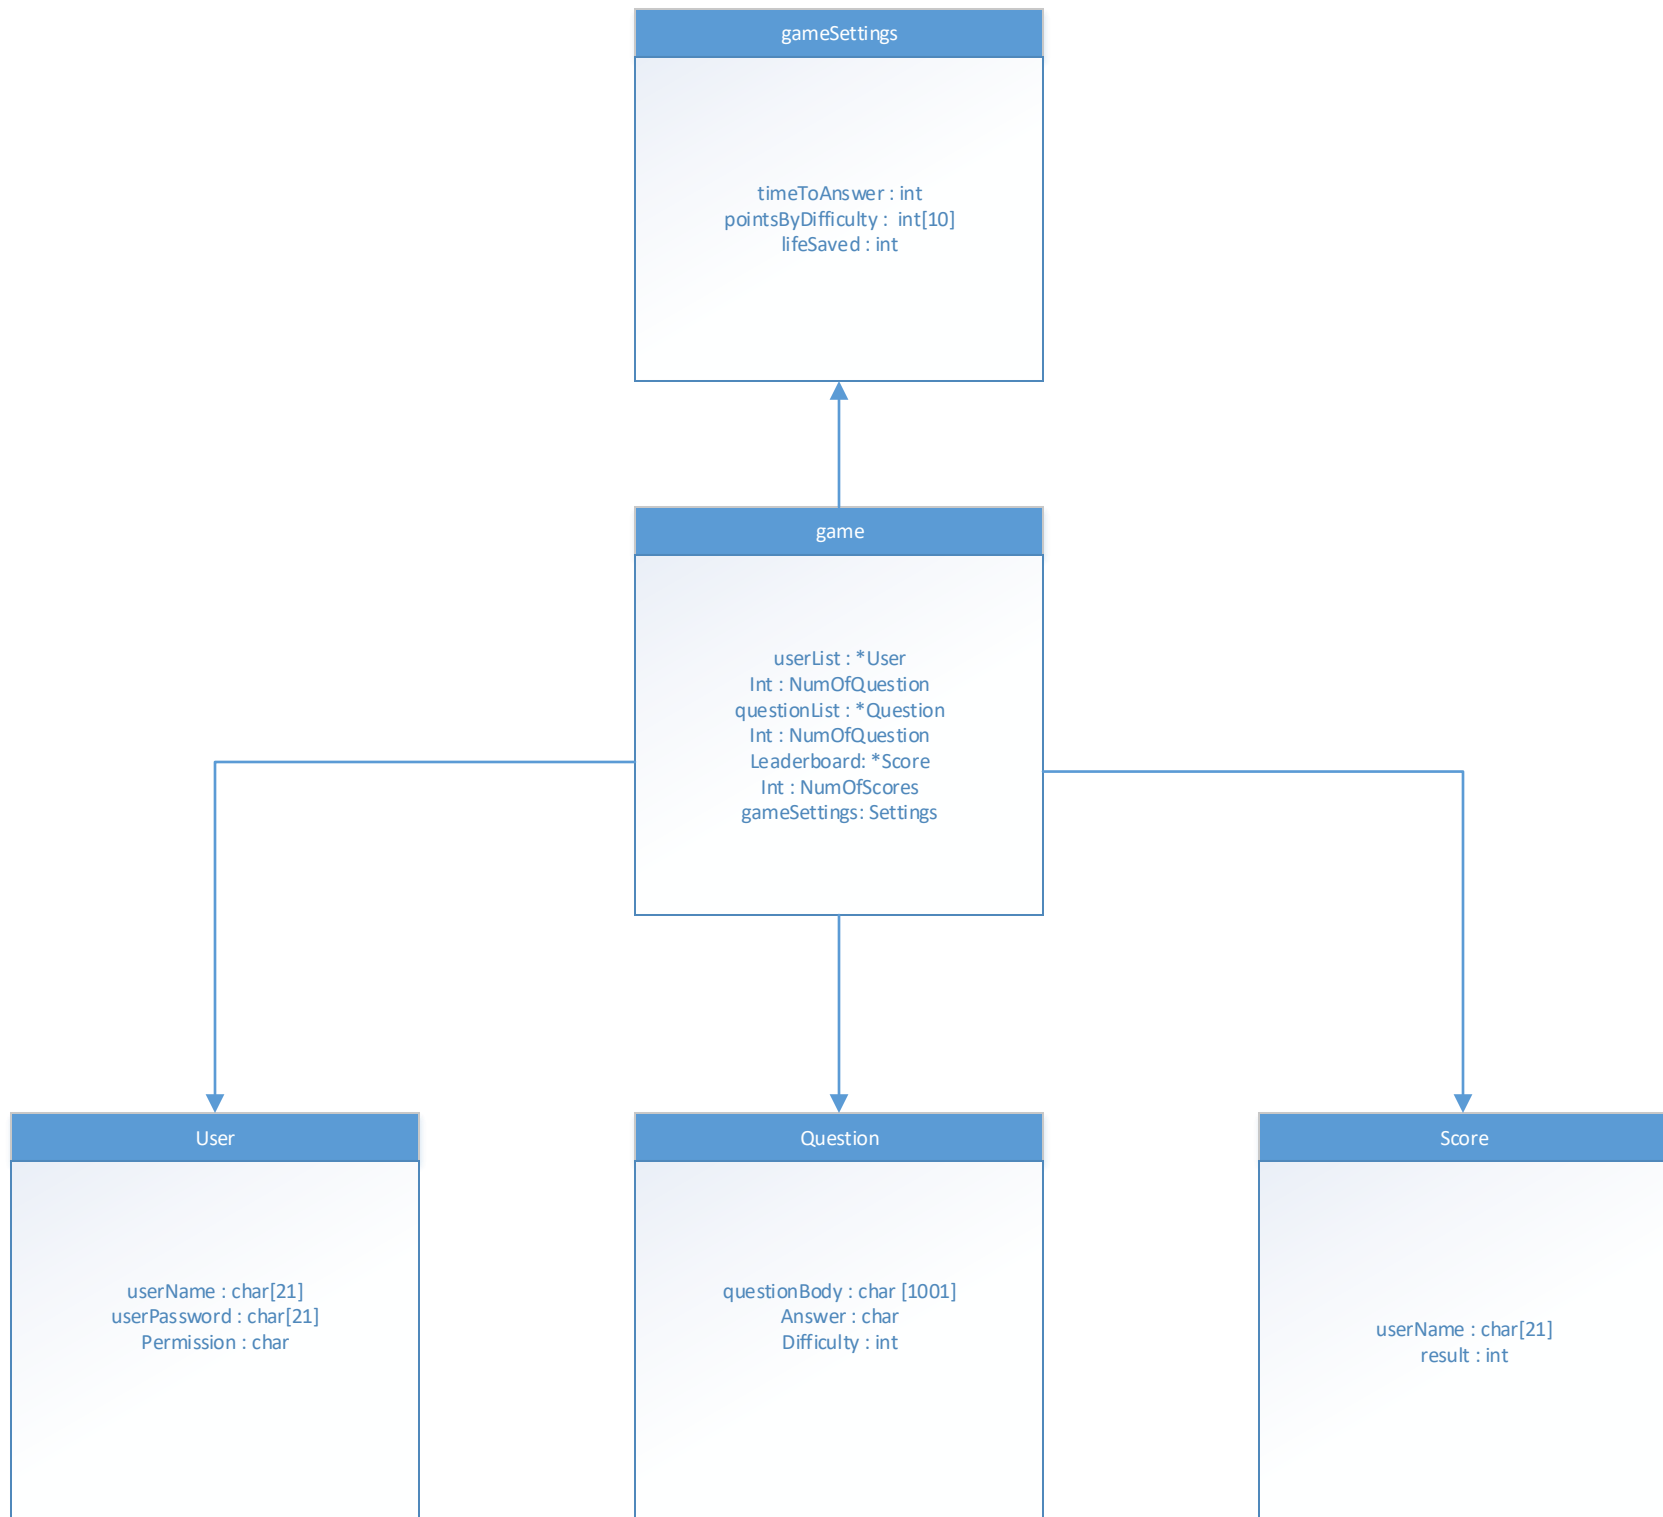 gameSettings
timeToAnswer : int
pointsByDifficulty :  int[10]
lifeSaved : int
game
userList : *User
Int : NumOfQuestion
questionList : *Question
Int : NumOfQuestion
Leaderboard: *Score
Int : NumOfScores
gameSettings: Settings
User
userName : char[21]
userPassword : char[21]
Permission : char
Question
questionBody : char [1001]
Answer : char
Difficulty : int
Score
userName : char[21]
result : int